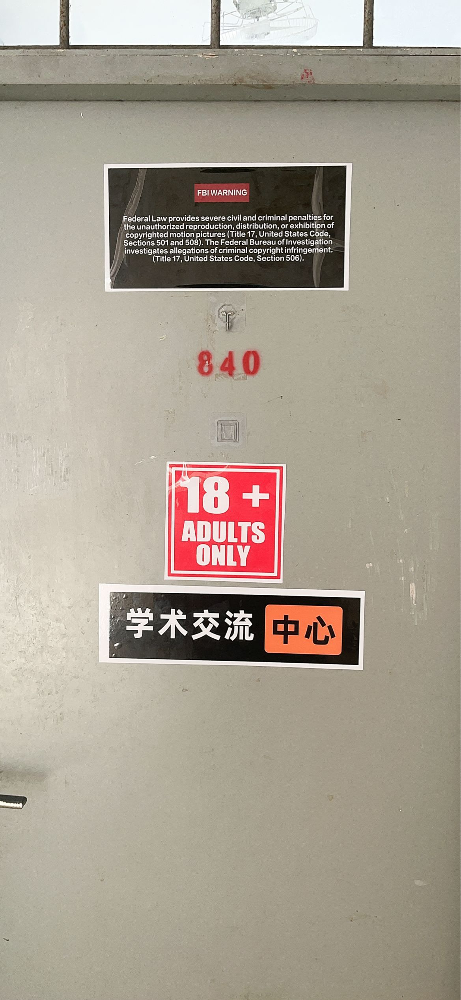 FBI WARNING
Federal Law provides severe civil and criminal penalties for
the unauthorized reproduction, distribution, or exhibition of
copyrighted motion pictures (Title 17, United States Code,
Sections 501 and 508). The Federal Bureau of Investigation
investigates allegations of criminal copyright infringement.
(Title 17, United States Code, Section 506).
840
18 +
ADULTS
ONLY
学术交流 中心